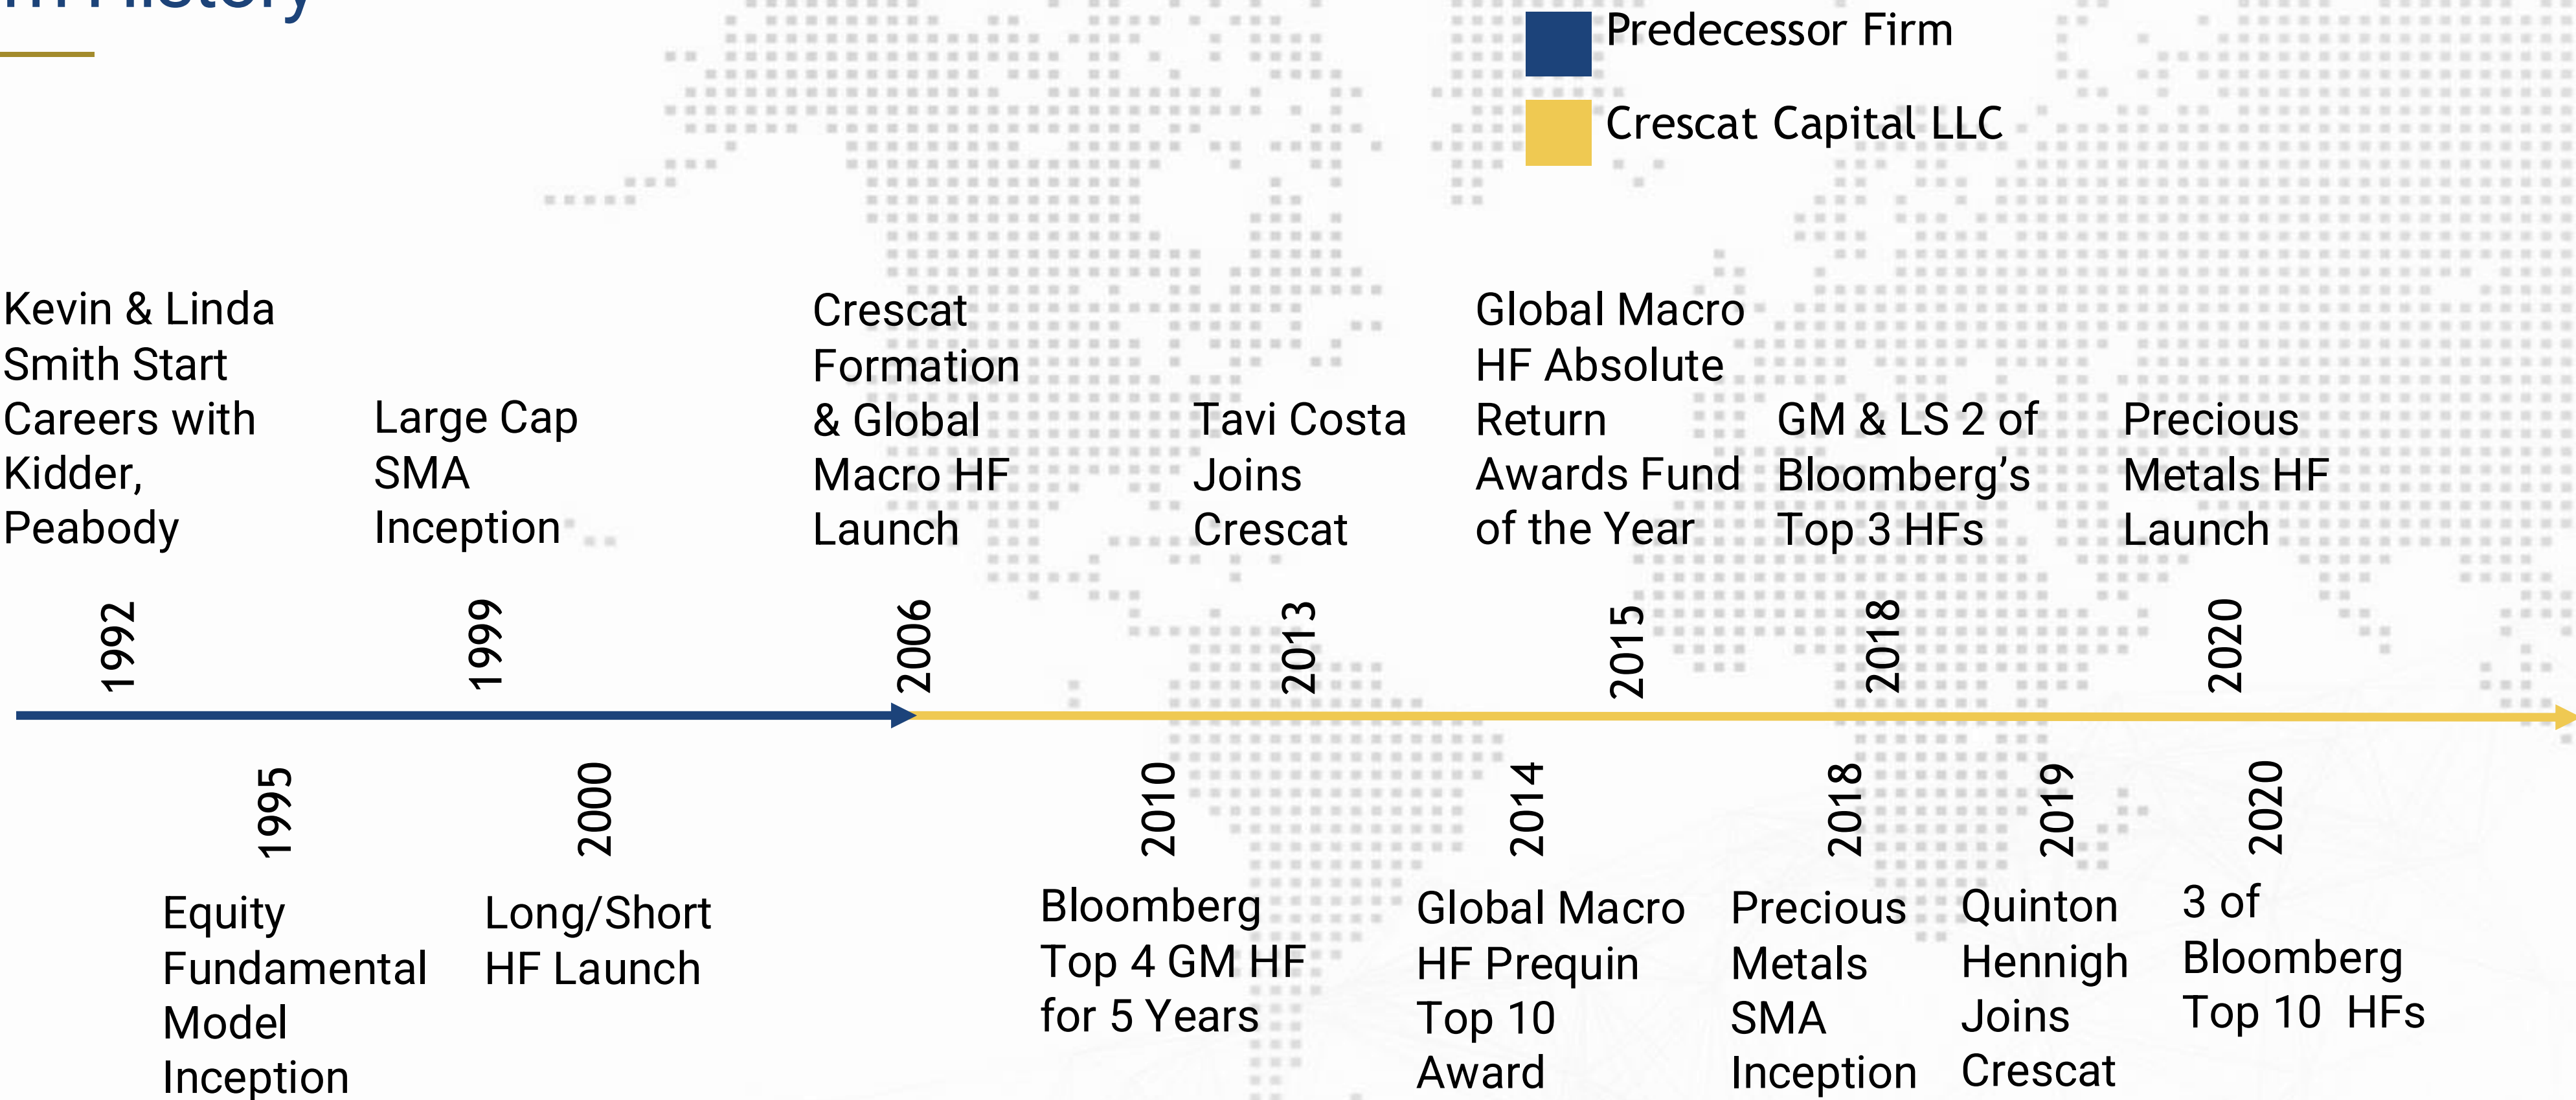 History
Predecessor Firm
Crescat Capital LLC
Kevin & Linda
Smith Start
Careers with
Kidder,
Peabody
1992
Large Cap
SMA
Inception
1999
Crescat
Formation
& Global
Macro HF
Launch
2006
Tavi Costa
Joins
Crescat
2013
Global Macro
HF Absolute
Return
Awards Fund
of the Year
2015
GM & LS 2 of
Bloomberg’s
Top 3 HFs
2018
Precious
Metals HF
Launch
2020
1995
Equity
Fundamental
Model
Inception
2000
Long/Short
HF Launch
2010
Bloomberg
Top 4 GM HF
for 5 Years
2014
Global Macro
HF Prequin
Top 10
Award
2018
Precious
Metals
SMA
Inception
2019
Quinton
Hennigh
Joins
Crescat
2020
3 of
Bloomberg
Top 10 HFs